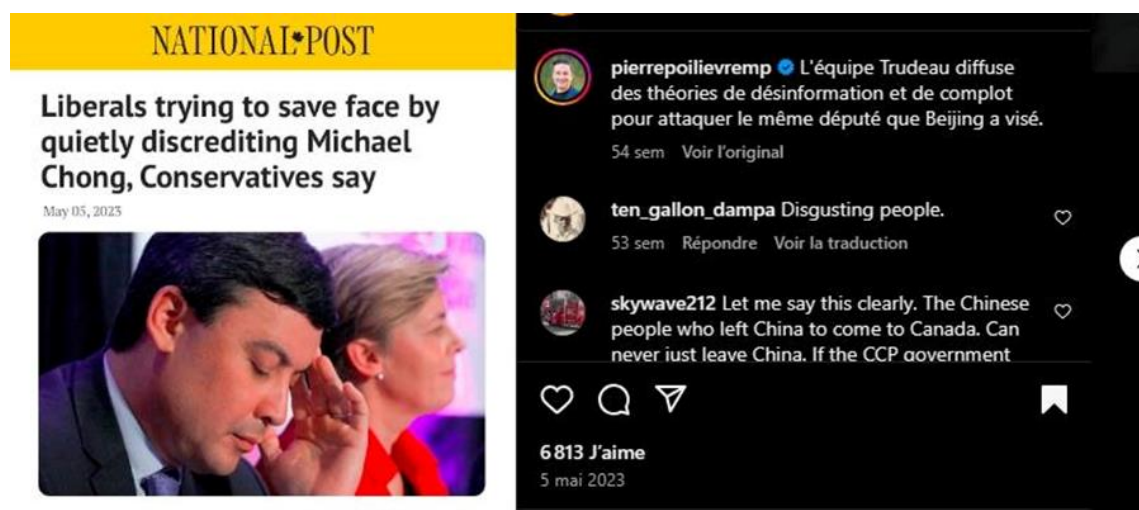 NATIONAL POST
Liberals trying to save face by
quietly discrediting Michael
Chong, Conservatives say
May 05, 2023
pierrepoilievremp L'équipe Trudeau diffuse
des théories de désinformation et de complot
pour attaquer le même député que Beijing a visé.
54 sem Voir l'original
ten_gallon_dampa Disgusting people.
53 sem Répondre Voir la traduction
skywave212 Let me say this clearly. The Chinese
people who left China to come to Canada. Can
never just leave China. If the CCP government
6 813 J'aime
5 mai 2023